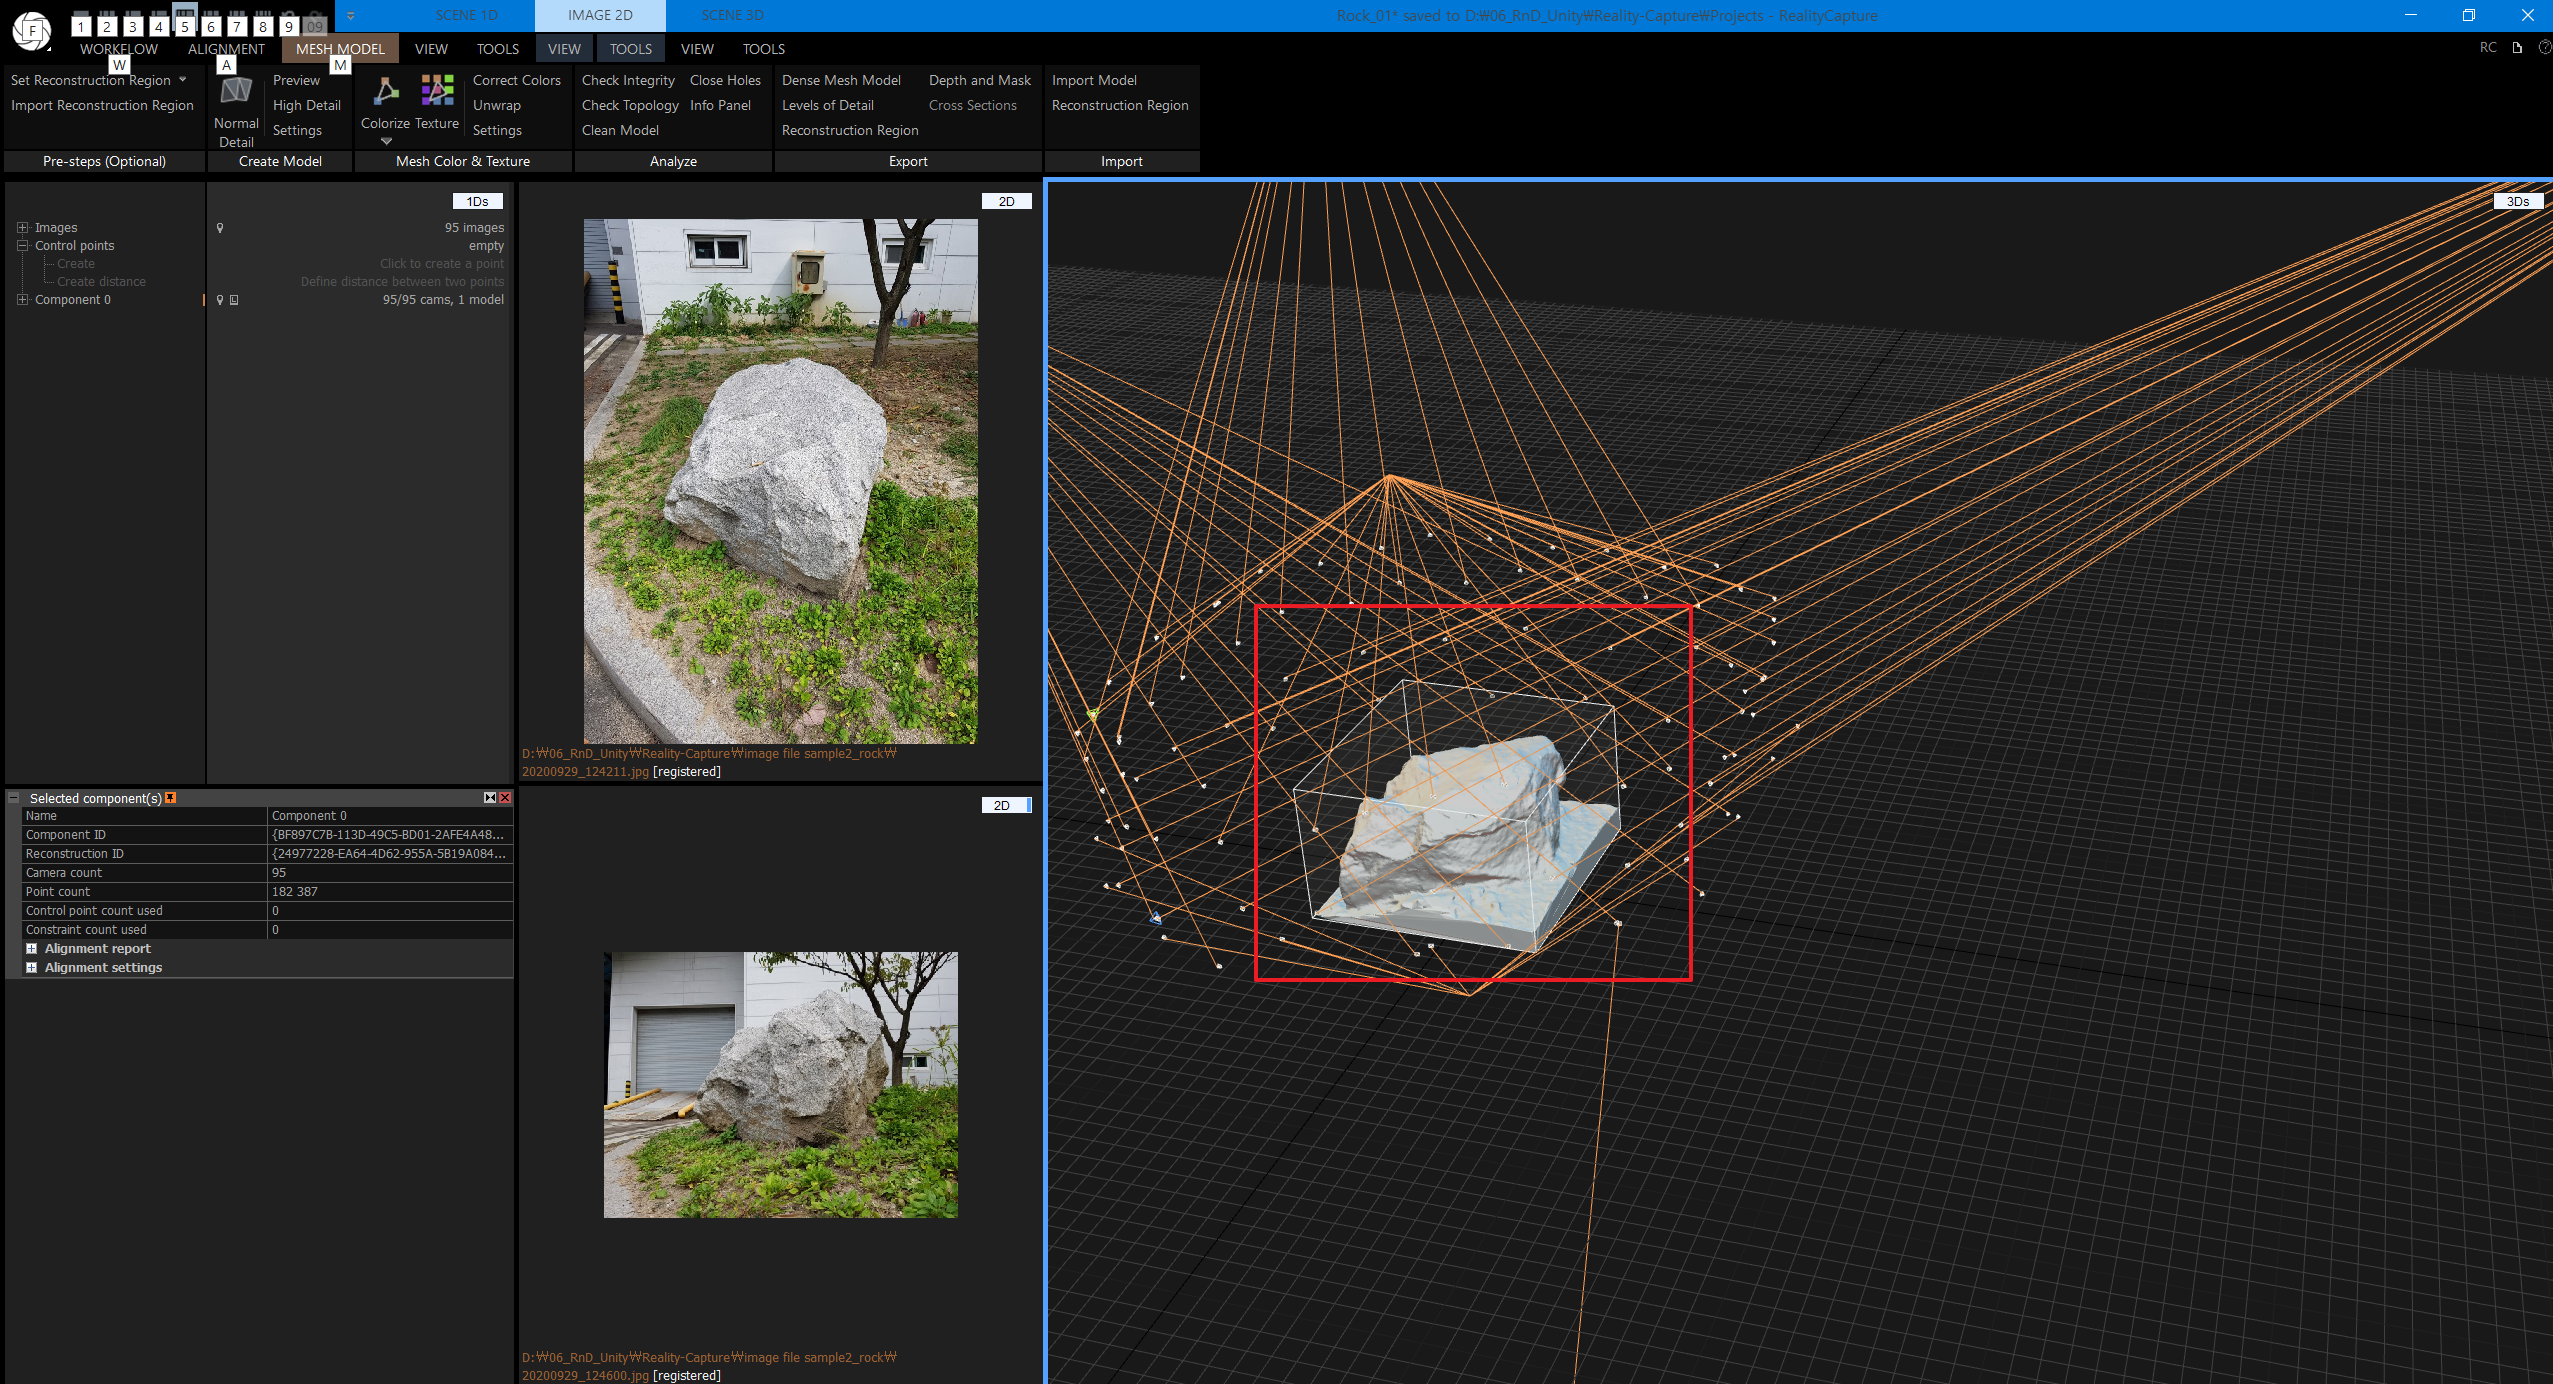 SCENE 1D IMAGE 2D SCENE 3D Rock_01* saved to D:₩06_RnD_Unity₩Reality-Capture₩Projects - RealityCapture
F 1 2 3 4 5 6 7 8 9 09
WORKFLOW ALIGNMENT MESH MODEL VIEW TOOLS VIEW TOOLS VIEW TOOLS RC
W A M
Set Reconstruction Region Preview Correct Colors Check Integrity Close Holes Dense Mesh Model Depth and Mask Import Model
Import Reconstruction Region High Detail Unwrap Check Topology Info Panel Levels of Detail Cross Sections Reconstruction Region
Normal Detail Settings Colorize Texture Settings Clean Model Reconstruction Region
Pre-steps (Optional) Create Model Mesh Color & Texture Analyze Export Import
1Ds 2D 3Ds
Images 95 images
Control points empty
Create Click to create a point
Create distance Define distance between two points
Component 0 95/95 cams, 1 model
D:₩06_RnD_Unity₩Reality-Capture₩image file sample2_rock₩
20200929_124211.jpg [registered]
Selected component(s) 2D
Name Component 0
Component ID {BF897C7B-113D-49C5-BD01-2AFE4A48...
Reconstruction ID {24977228-EA64-4D62-955A-5B19A084...
Camera count 95
Point count 182 387
Control point count used 0
Constraint count used 0
Alignment report
Alignment settings
D:₩06_RnD_Unity₩Reality-Capture₩image file sample2_rock₩
20200929_124600.jpg [registered]